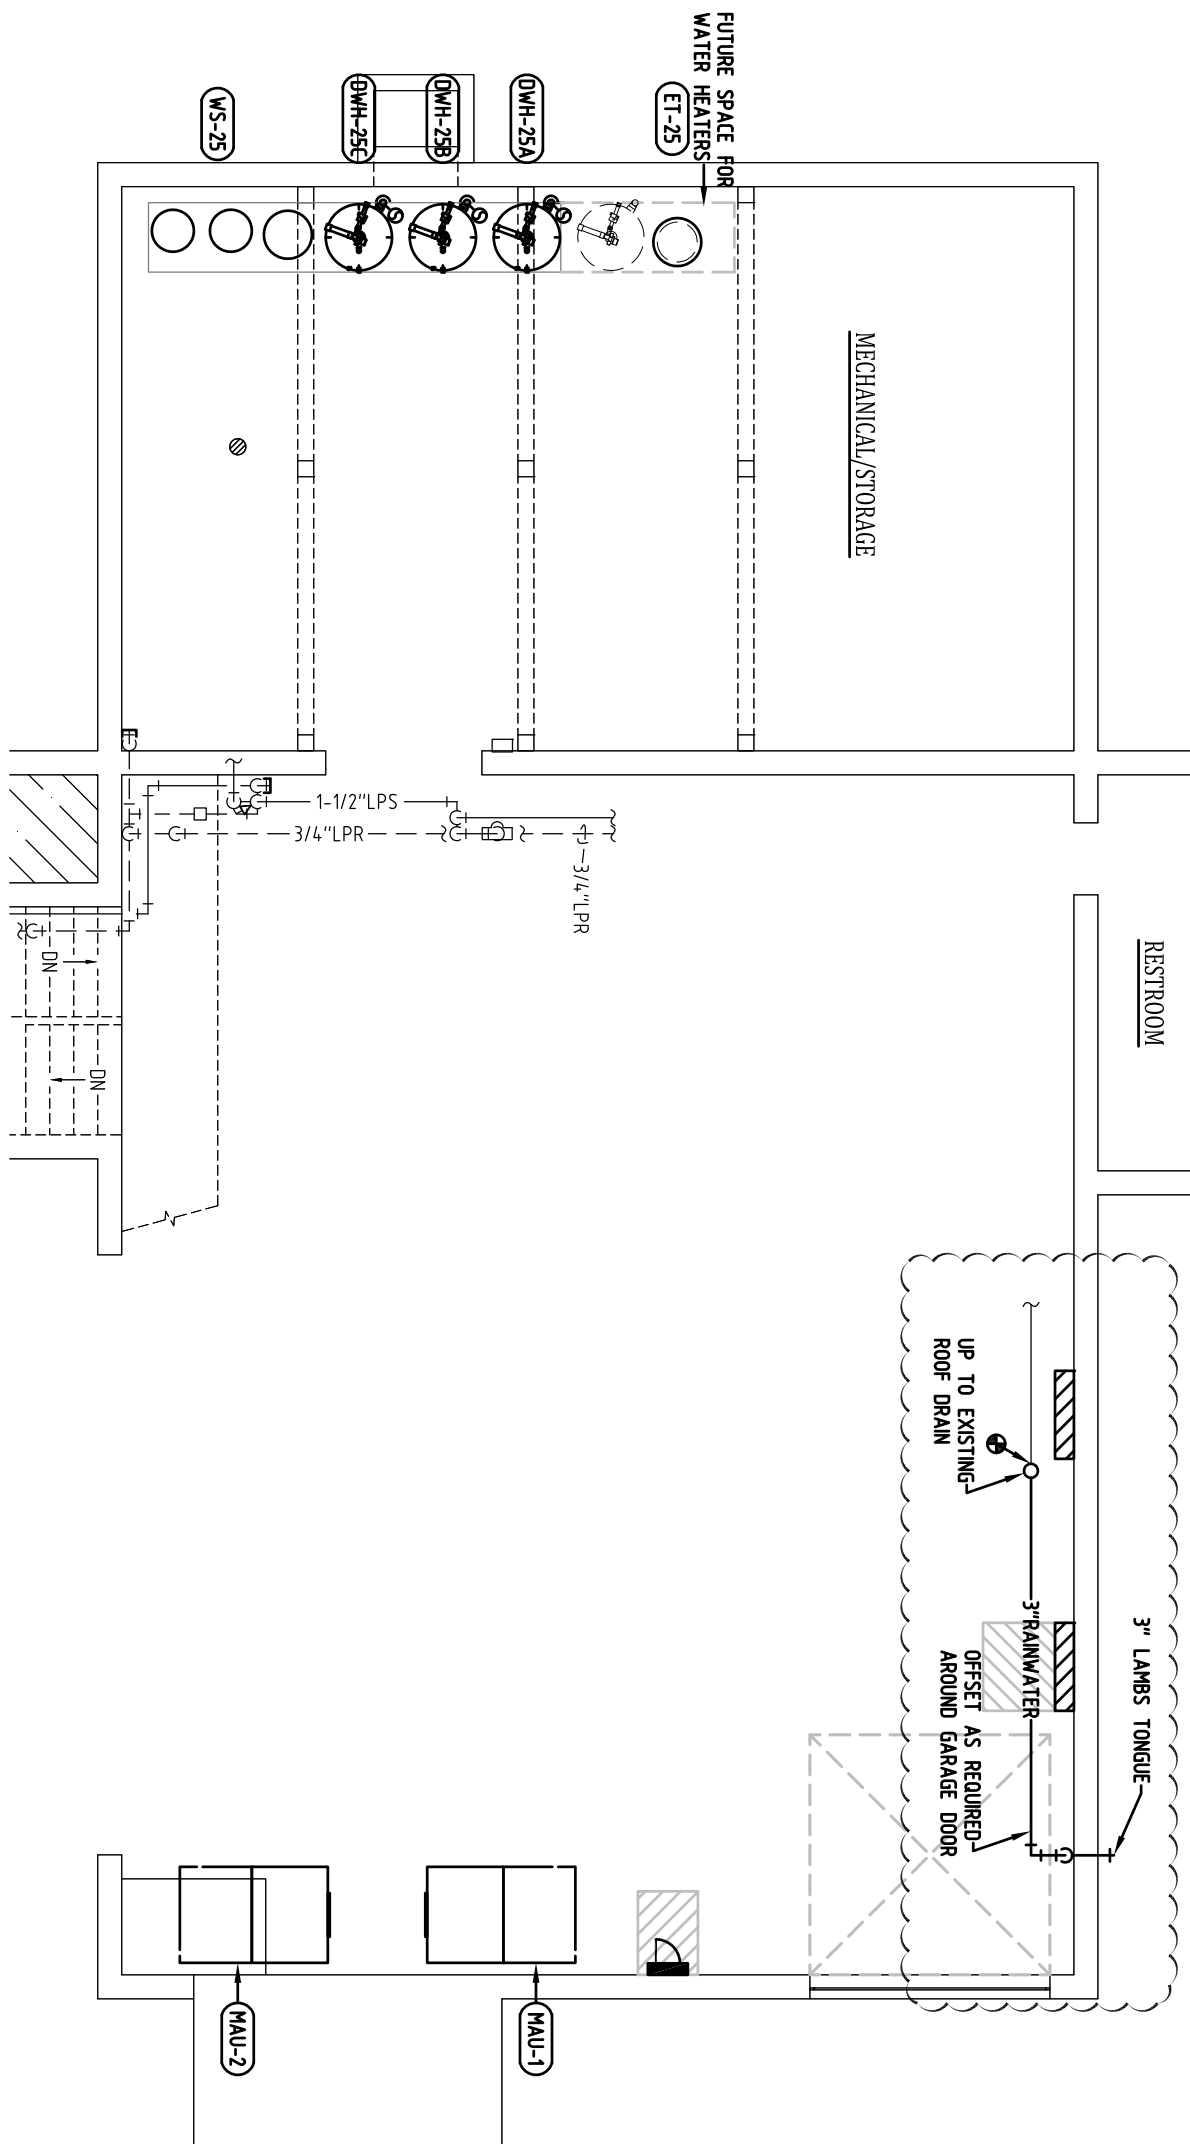 FUTURE SPACE FOR
WATER HEATERS
ET-25
DWH-25A
DWH-25B
DWH-25C
WS-25
MECHANICAL/STORAGE
1-1/2"LPS
3/4"LPR
3/4"LPR
RESTROOM
DN
DN
UP TO EXISTING
ROOF DRAIN
3"RAINWATER
3" LAMBS TONGUE
OFFSET AS REQUIRED
AROUND GARAGE DOOR
MAU-1
MAU-2